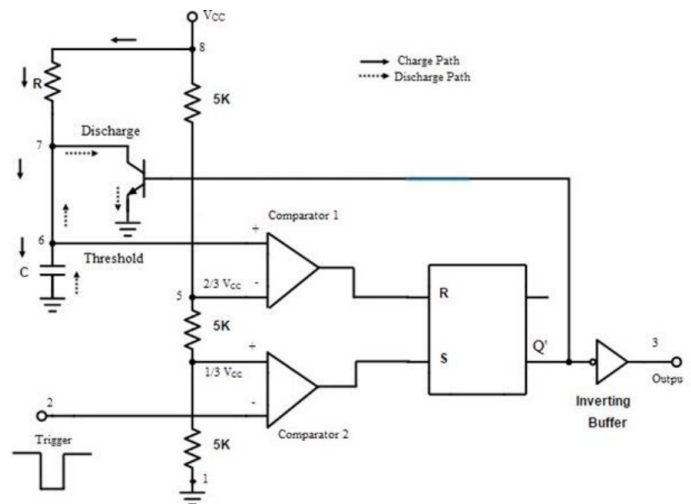 Vcc
8
Charge Path
Discharge Path
R
5K
Discharge
7
Comparator 1
+
6
Threshold
C
2/3 Vcc
-
5
R
5K
+
Q'
3
1/3 Vcc
S
2
-
Outpu
Inverting
Buffer
Trigger
Comparator 2
5K
1